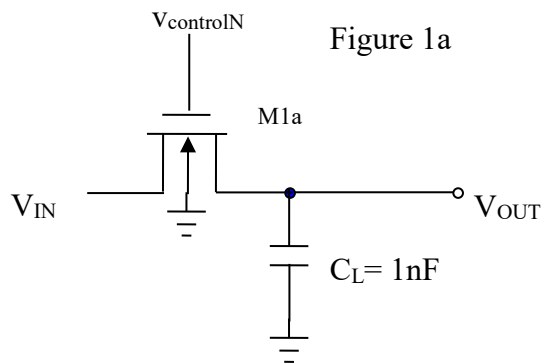 VcontrolN
Figure 1a
M1a
VIN
VOUT
CL= 1nF